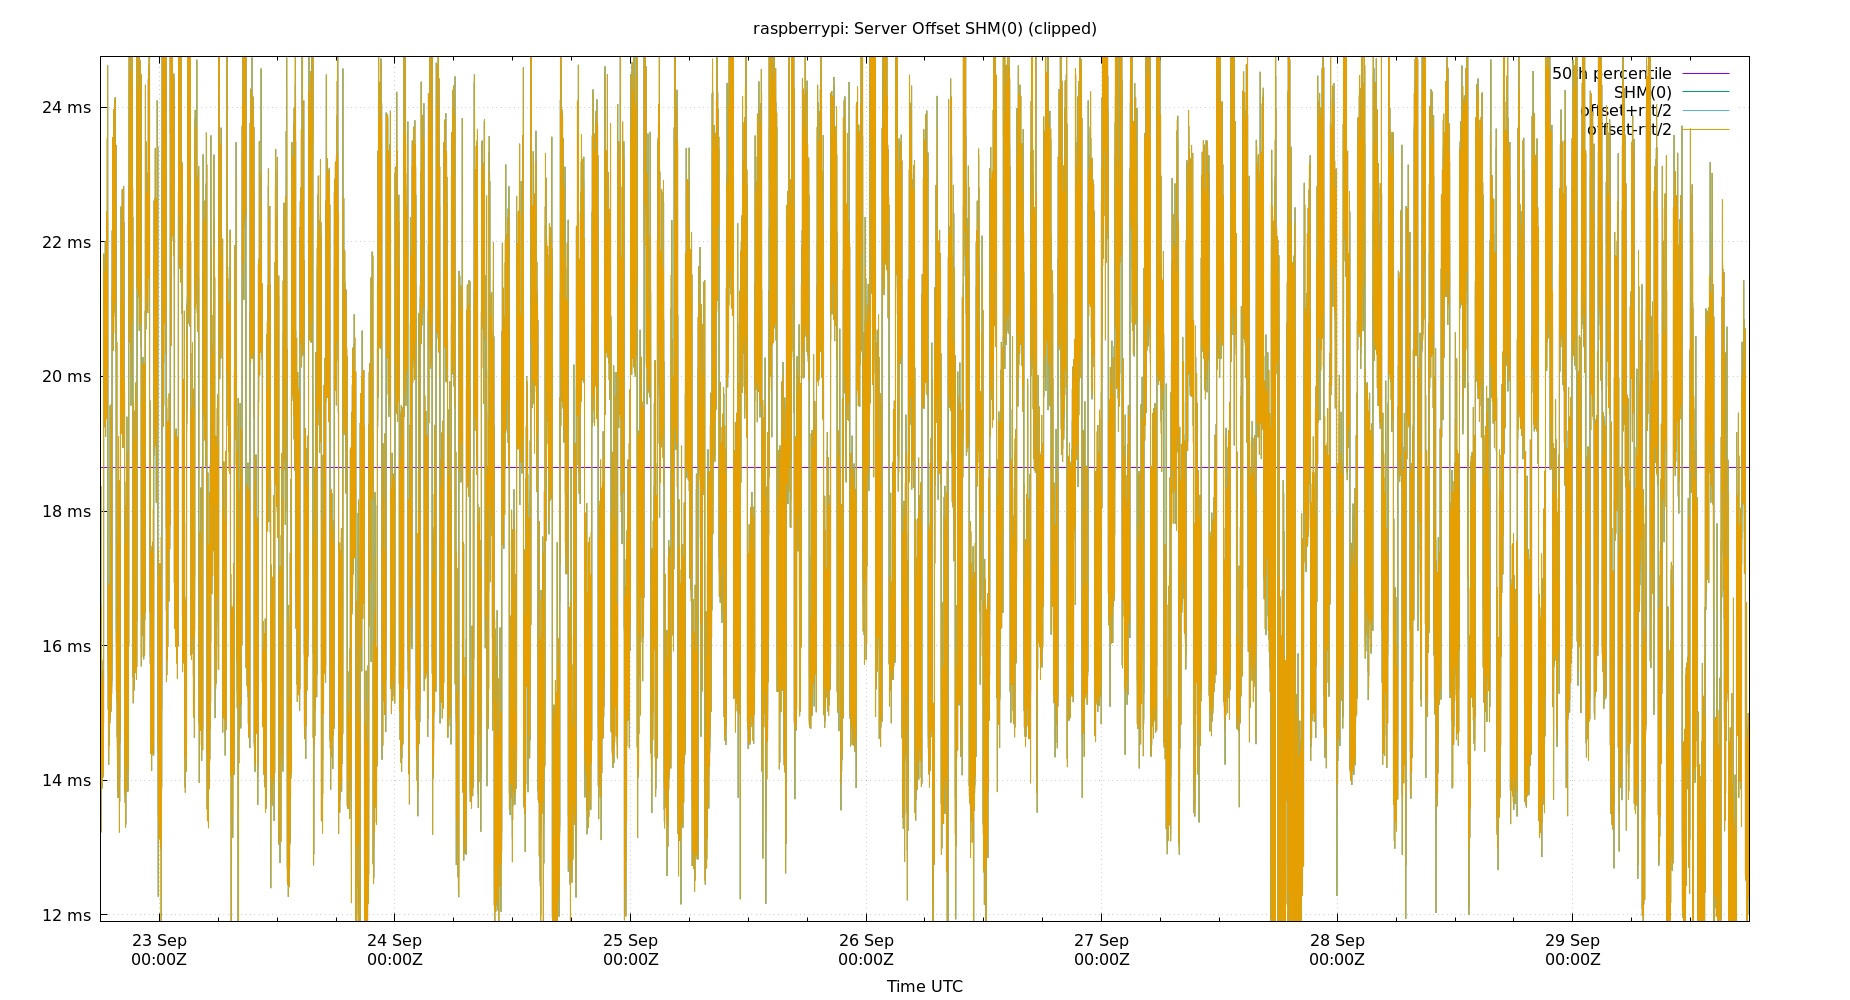 raspberrypi: Server Offset SHM(0) (clipped)
50th percentile
SHM(0)
offset+rtt/2
offset-rtt/2
24 ms
22 ms
20 ms
18 ms
16 ms
14 ms
12 ms
23 Sep
00:00Z
24 Sep
00:00Z
25 Sep
00:00Z
26 Sep
00:00Z
27 Sep
00:00Z
28 Sep
00:00Z
29 Sep
00:00Z
Time UTC